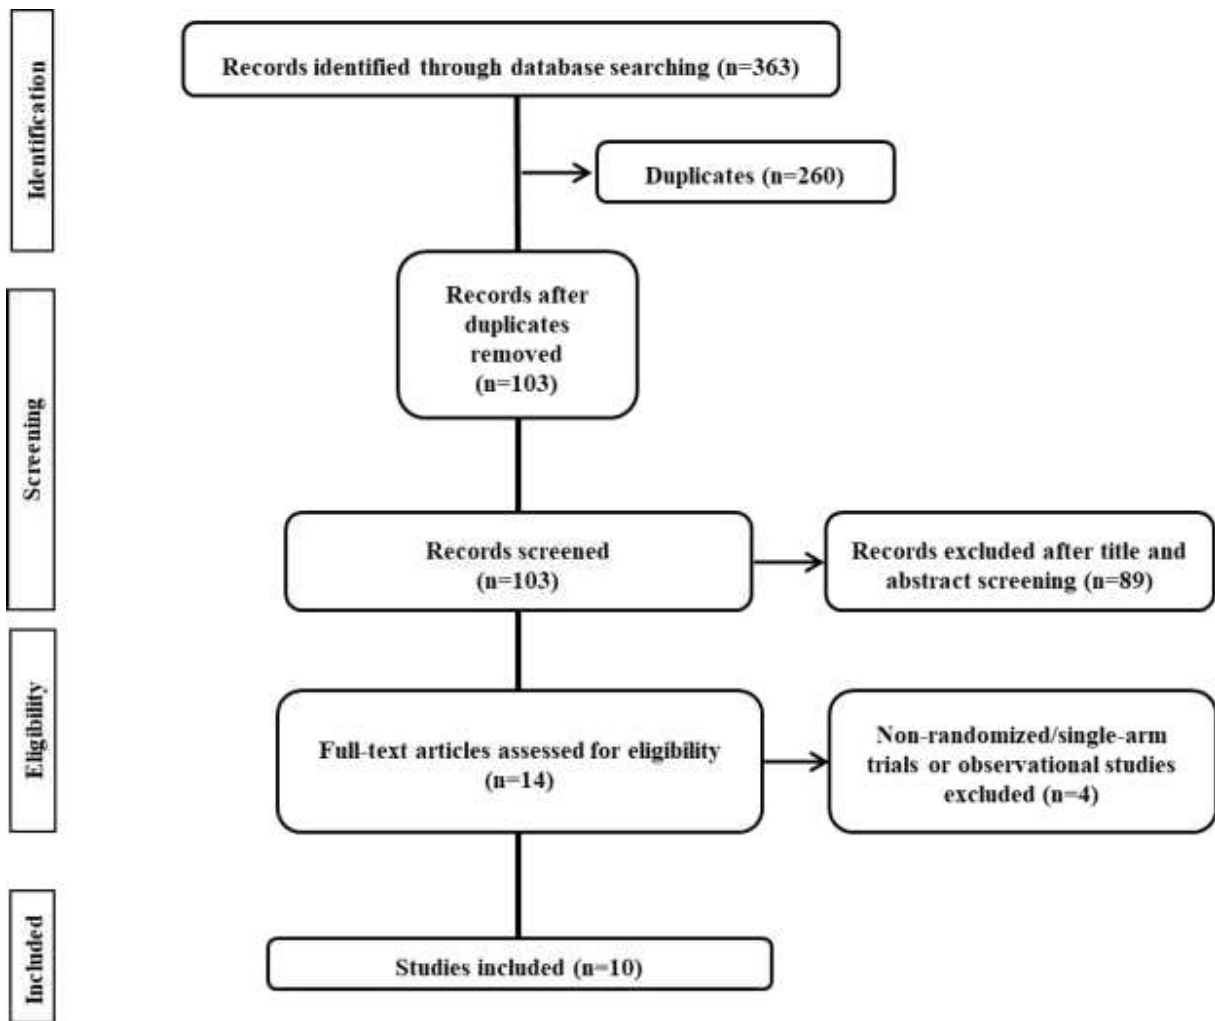 Identification
Records identified through database searching (n=363)
Duplicates (n=260)
Screening
Records after
duplicates
removed
(n=103)
Records screened
(n=103)
Records excluded after title and
abstract screening (n=89)
Eligibility
Full-text articles assessed for eligibility
(n=14)
Non-randomized/single-arm
trials or observational studies
excluded (n=4)
Included
Studies included (n=10)